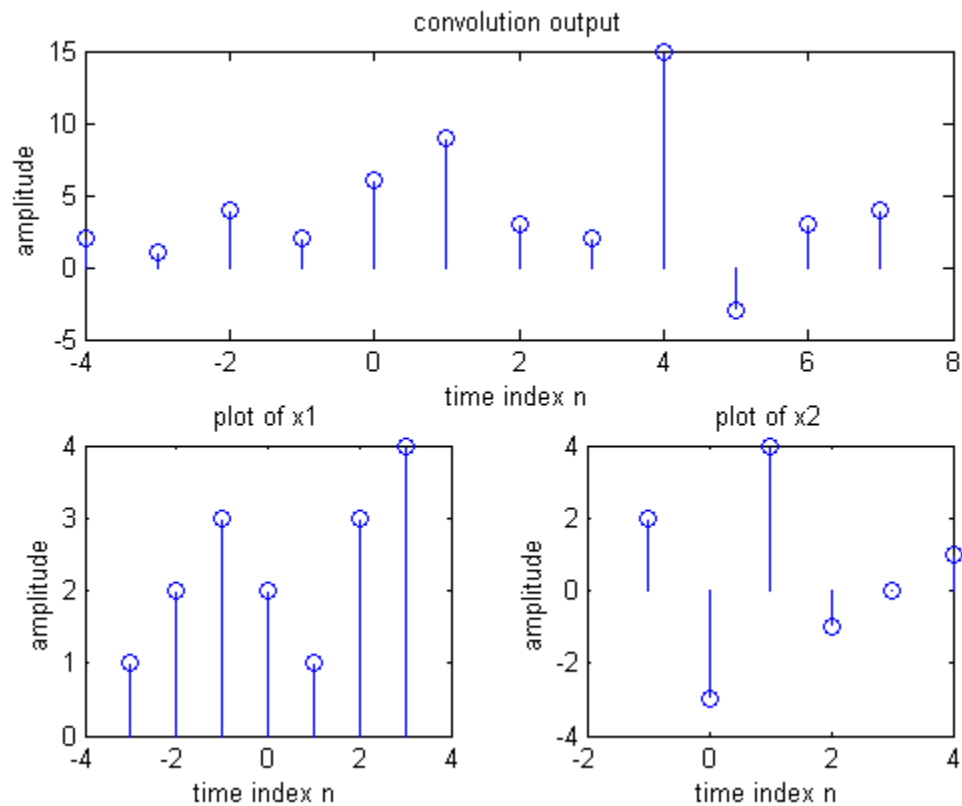 convolution output
15
10
5
0
-5
amplitude
-4 -2 0 2 4 6 8
time index n
plot of x1
4
3
2
1
0
amplitude
-4 -2 0 2 4
time index n
plot of x2
4
2
0
-2
-4
amplitude
-2 0 2 4
time index n